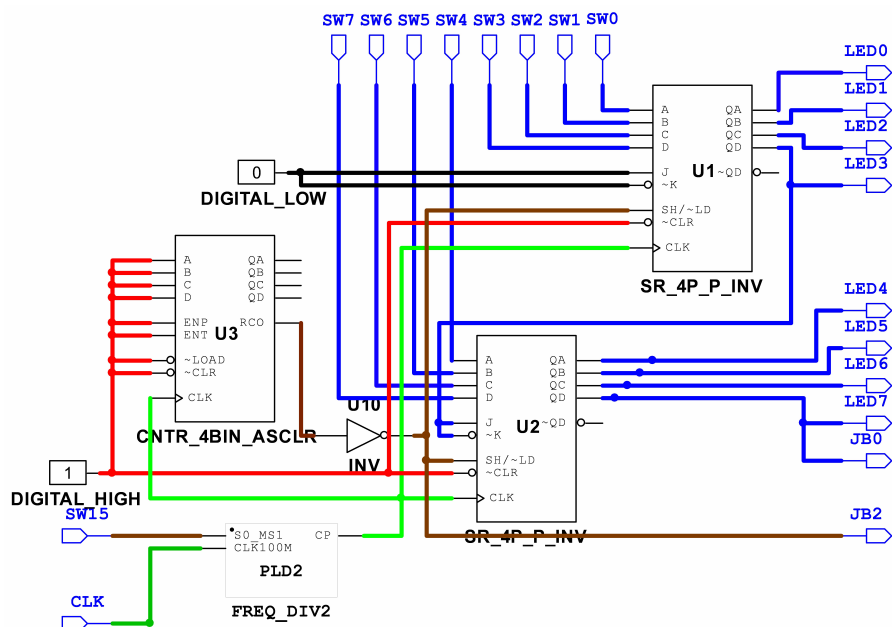 SW7 SW6 SW5 SW4 SW3 SW2 SW1 SW0
LED0
LED1
LED2
LED3
A QA
B QB
C QC
D QD
U1
J ~QD
~K
SH/~LD
~CLR
CLK
SR_4P_P_INV
0
DIGITAL_LOW
A QA
B QB
C QC
D QD
ENP RCO
ENT
U3
~LOAD
~CLR
CLK
CNTR_4BIN_ASCLR
U10
INV
LED4
LED5
LED6
LED7
JB0
A QA
B QB
C QC
D QD
J ~QD
U2
~K
SH/~LD
~CLR
CLK
SR_4P_P_INV
1
DIGITAL_HIGH
SW15
JB2
S0_MS1 CP
CLK100M
PLD2
FREQ_DIV2
CLK